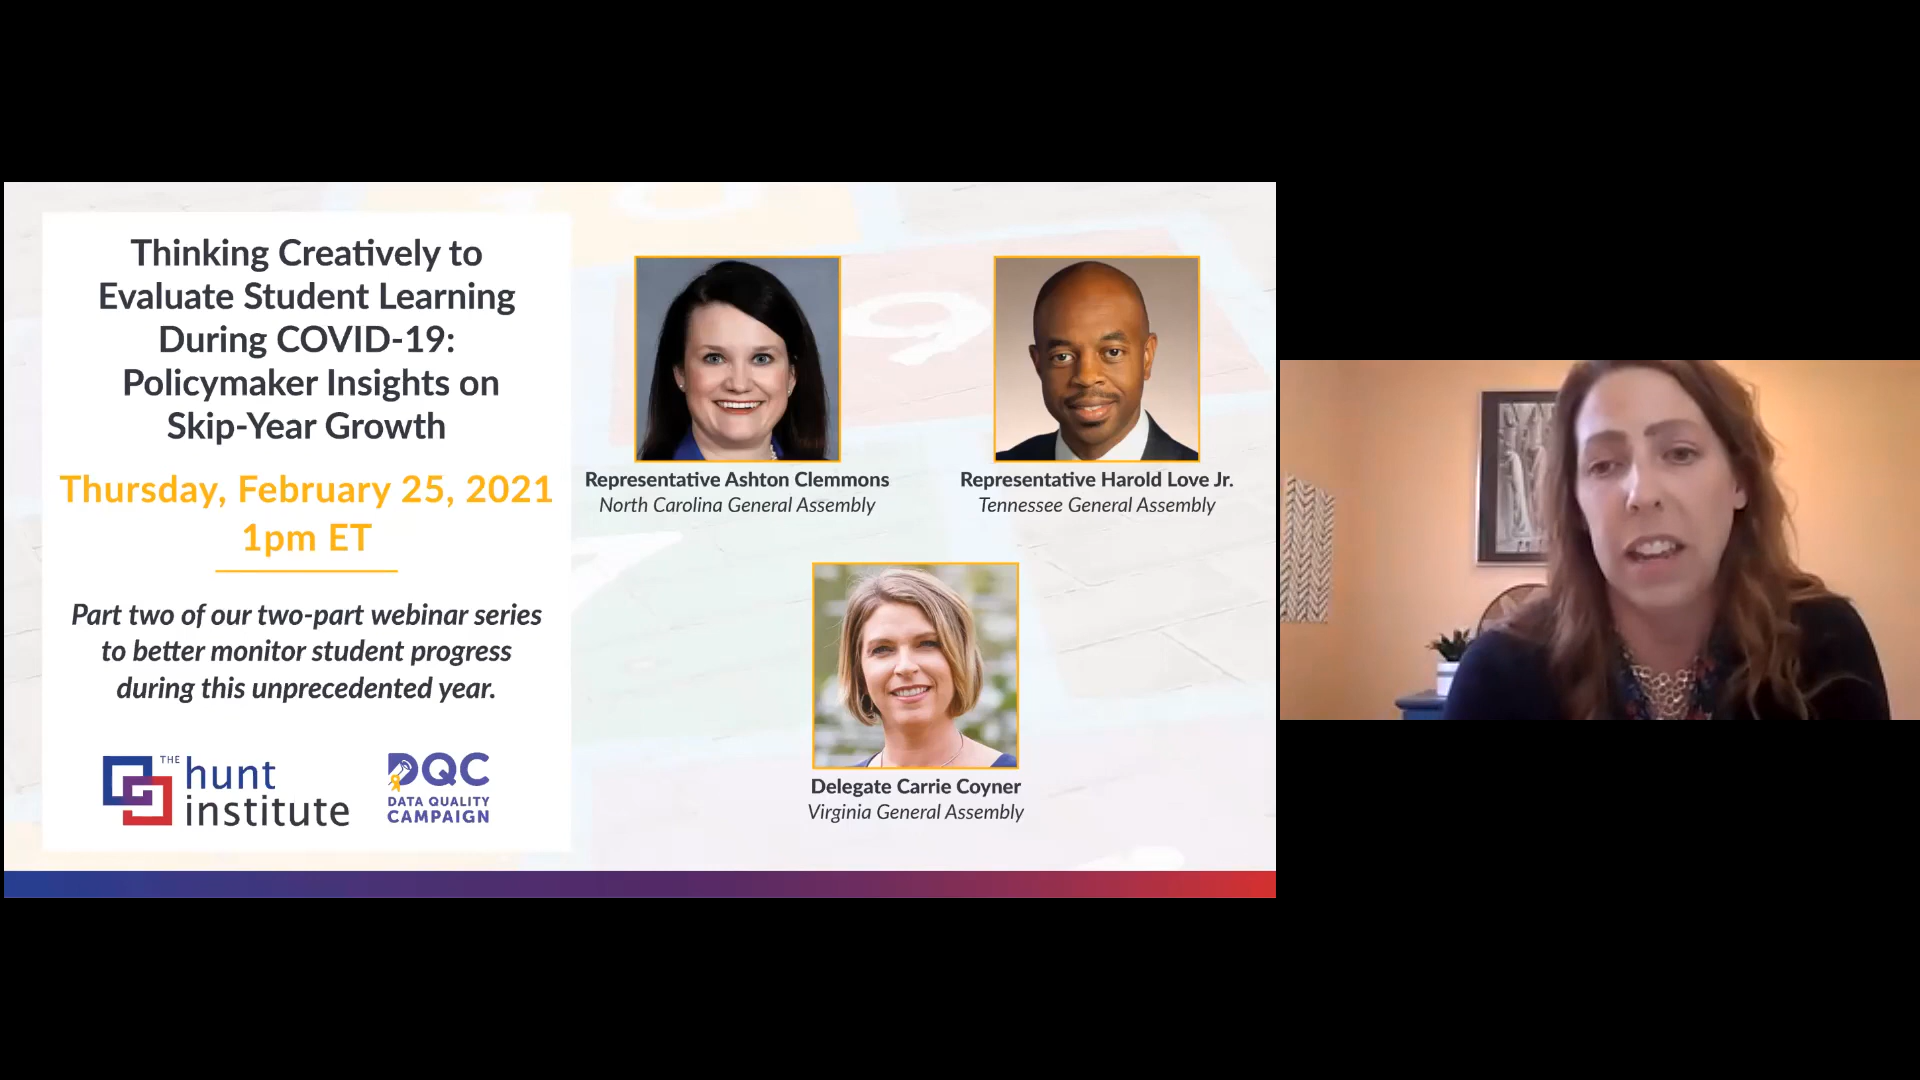 Thinking Creatively to
Evaluate Student Learning
During COVID-19:
Policymaker Insights on
Skip-Year Growth
Thursday, February 25, 2021
1pm ET
Part two of our two-part webinar series
to better monitor student progress
during this unprecedented year.
THE
hunt
institute
DQC
DATA QUALITY
CAMPAIGN
Representative Ashton Clemmons
North Carolina General Assembly
Representative Harold Love Jr.
Tennessee General Assembly
Delegate Carrie Coyner
Virginia General Assembly